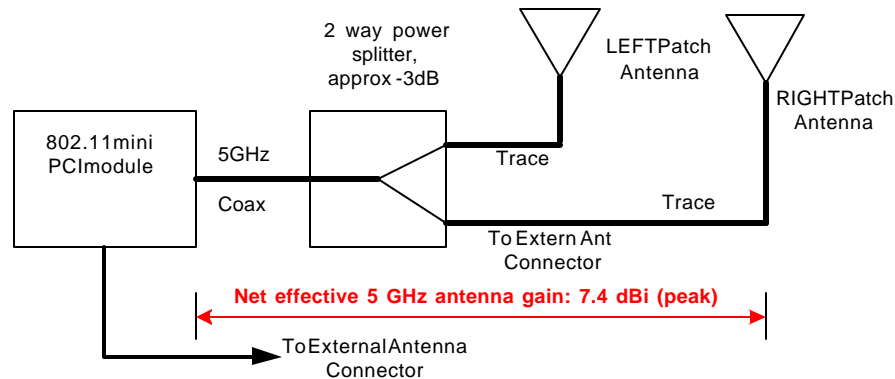 2 way power
splitter,
approx -3dB
LEFTPatch
Antenna
RIGHTPatch
Antenna
802.11mini
PCImodule
5GHz
Coax
Trace
Trace
To Extern Ant
Connector
Net effective 5 GHz antenna gain: 7.4 dBi (peak)
ToExternalAntenna
Connector